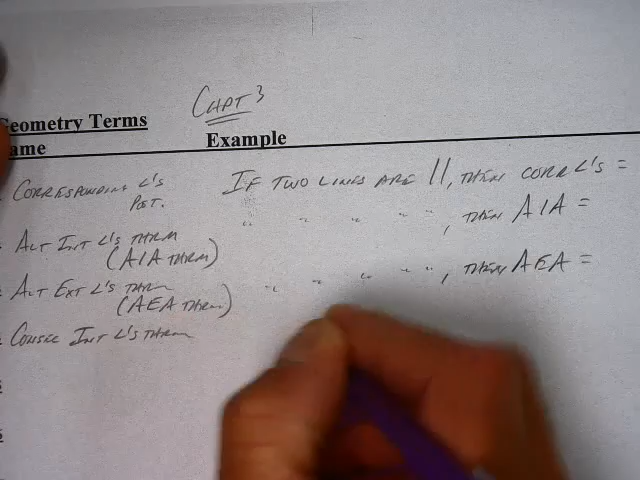 CHPT 3
Geometry Terms
ame Example
CORRESPONDING L'S IF TWO LINES ARE ||, THEN CORR L'S =
POST.
ALT INT L'S THRM " " " " ", THEN AIA =
(AIA THRM)
ALT EXT L'S THRM " " " " ", THEN AEA =
(AEA THRM)
CONSEC INT L'S THRM